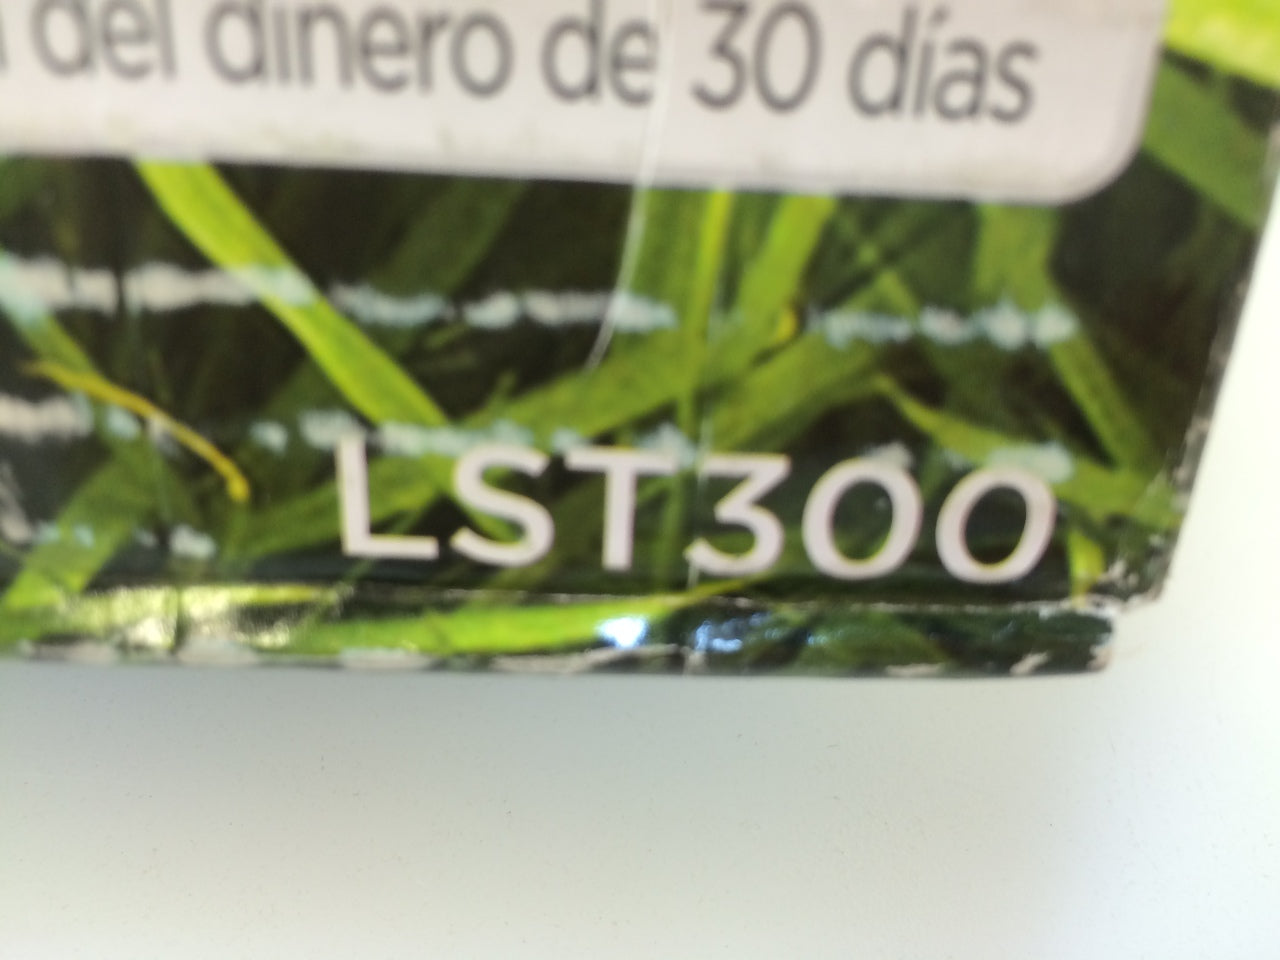 del dinero de 30 días
LST300